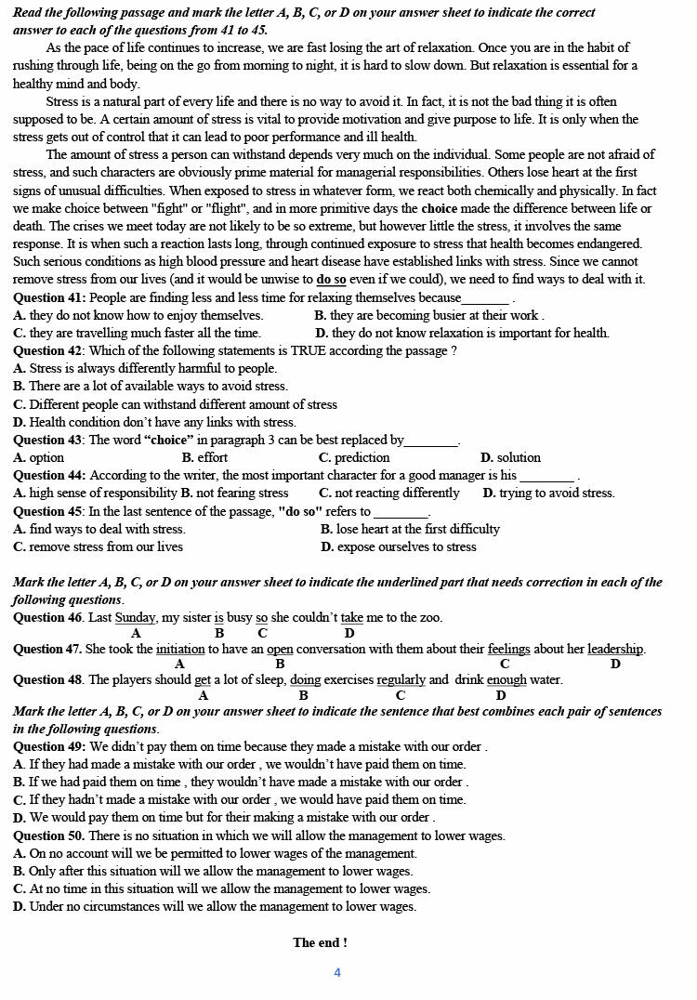 Read the following passage and mark the letter A, B, C, or D on your answer sheet to indicate the correct
answer to each of the questions from 41 to 45.
As the pace of life continues to increase, we are fast losing the art of relaxation. Once you are in the habit of
rushing through life, being on the go from morning to night, it is hard to slow down. But relaxation is essential for a
healthy mind and body.
Stress is a natural part of every life and there is no way to avoid it. In fact, it is not the bad thing it is often
supposed to be. A certain amount of stress is vital to provide motivation and give purpose to life. It is only when the
stress gets out of control that it can lead to poor performance and ill health.
The amount of stress a person can withstand depends very much on the individual. Some people are not afraid of
stress, and such characters are obviously prime material for managerial responsibilities. Others lose heart at the first
signs of unusual difficulties. When exposed to stress in whatever form, we react both chemically and physically. In fact
we make choice between "fight" or "flight", and in more primitive days the choice made the difference between life or
death. The crises we meet today are not likely to be so extreme, but however little the stress, it involves the same
response. It is when such a reaction lasts long, through continued exposure to stress that health becomes endangered.
Such serious conditions as high blood pressure and heart disease have established links with stress. Since we cannot
remove stress from our lives (and it would be unwise to do so even if we could), we need to find ways to deal with it.
Question 41: People are finding less and less time for relaxing themselves because________ .
A. they do not know how to enjoy themselves. B. they are becoming busier at their work .
C. they are travelling much faster all the time. D. they do not know relaxation is important for health.
Question 42: Which of the following statements is TRUE according the passage ?
A. Stress is always differently harmful to people.
B. There are a lot of available ways to avoid stress.
C. Different people can withstand different amount of stress
D. Health condition don’t have any links with stress.
Question 43: The word “choice” in paragraph 3 can be best replaced by_________.
A. option B. effort C. prediction D. solution
Question 44: According to the writer, the most important character for a good manager is his _________ .
A. high sense of responsibility B. not fearing stress C. not reacting differently D. trying to avoid stress.
Question 45: In the last sentence of the passage, "do so" refers to _________.
A. find ways to deal with stress. B. lose heart at the first difficulty
C. remove stress from our lives D. expose ourselves to stress
Mark the letter A, B, C, or D on your answer sheet to indicate the underlined part that needs correction in each of the
following questions.
Question 46. Last Sunday, my sister is busy so she couldn’t take me to the zoo.
A B C D
Question 47. She took the initiation to have an open conversation with them about their feelings about her leadership.
A B C D
Question 48. The players should get a lot of sleep, doing exercises regularly and drink enough water.
A B C D
Mark the letter A, B, C, or D on your answer sheet to indicate the sentence that best combines each pair of sentences
in the following questions.
Question 49: We didn’t pay them on time because they made a mistake with our order .
A. If they had made a mistake with our order , we wouldn’t have paid them on time.
B. If we had paid them on time , they wouldn’t have made a mistake with our order .
C. If they hadn’t made a mistake with our order , we would have paid them on time.
D. We would pay them on time but for their making a mistake with our order .
Question 50. There is no situation in which we will allow the management to lower wages.
A. On no account will we be permitted to lower wages of the management.
B. Only after this situation will we allow the management to lower wages.
C. At no time in this situation will we allow the management to lower wages.
D. Under no circumstances will we allow the management to lower wages.
The end !
4